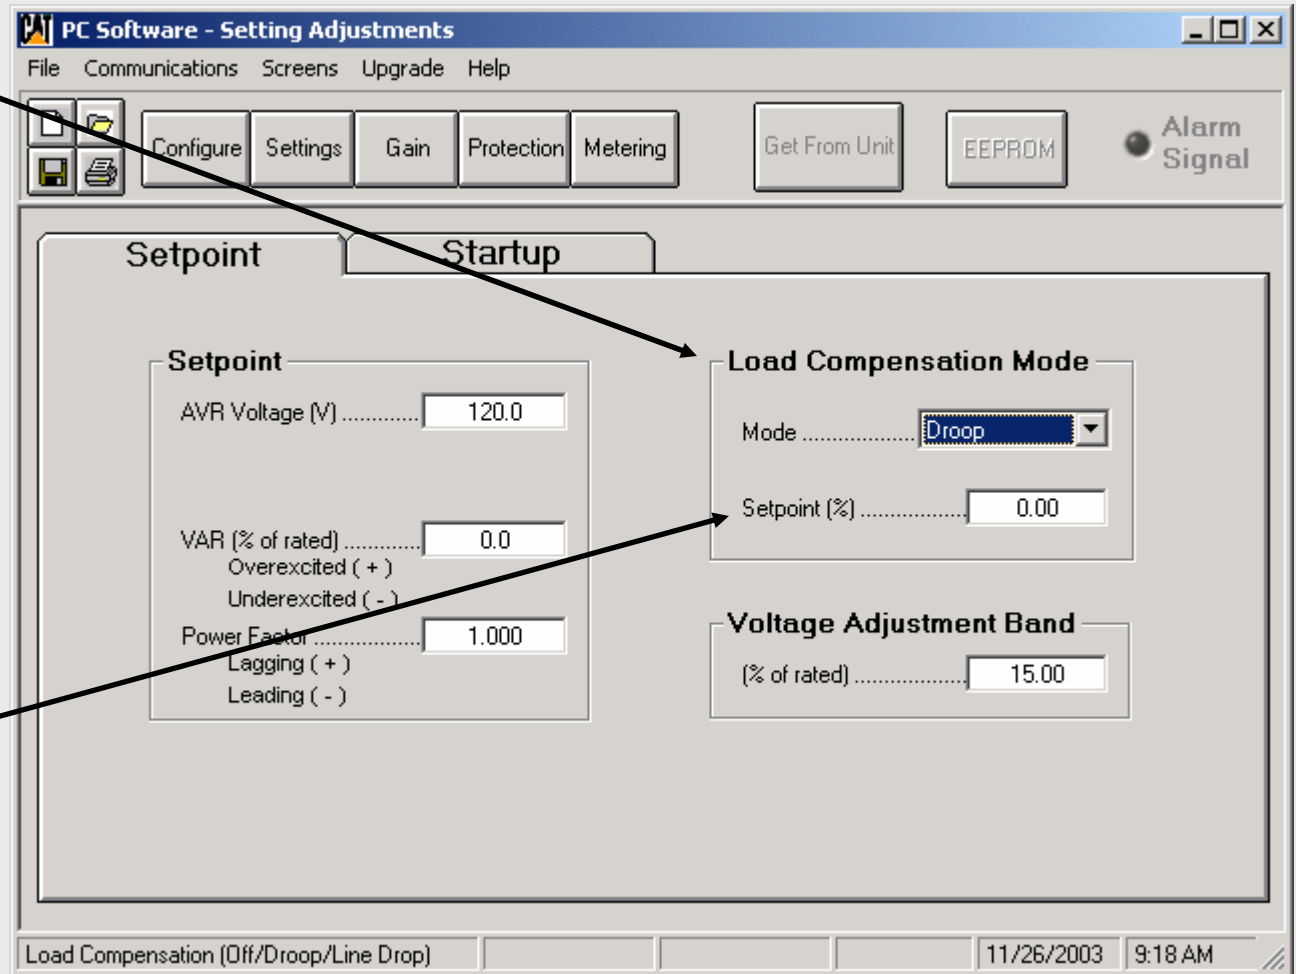 CAT PC Software - Setting Adjustments
File Communications Screens Upgrade Help
Configure Settings Gain Protection Metering Get From Unit EEPROM Alarm Signal
Setpoint Startup
Setpoint
AVR Voltage (V) ............. 120.0
VAR (% of rated) ............. 0.0
Overexcited ( + )
Underexcited ( - )
Power Factor .................. 1.000
Lagging ( + )
Leading ( - )
Load Compensation Mode
Mode ................... Droop
Setpoint (%) .................. 0.00
Voltage Adjustment Band
(% of rated) ................... 15.00
Load Compensation (Off/Droop/Line Drop) 11/26/2003 9:18 AM